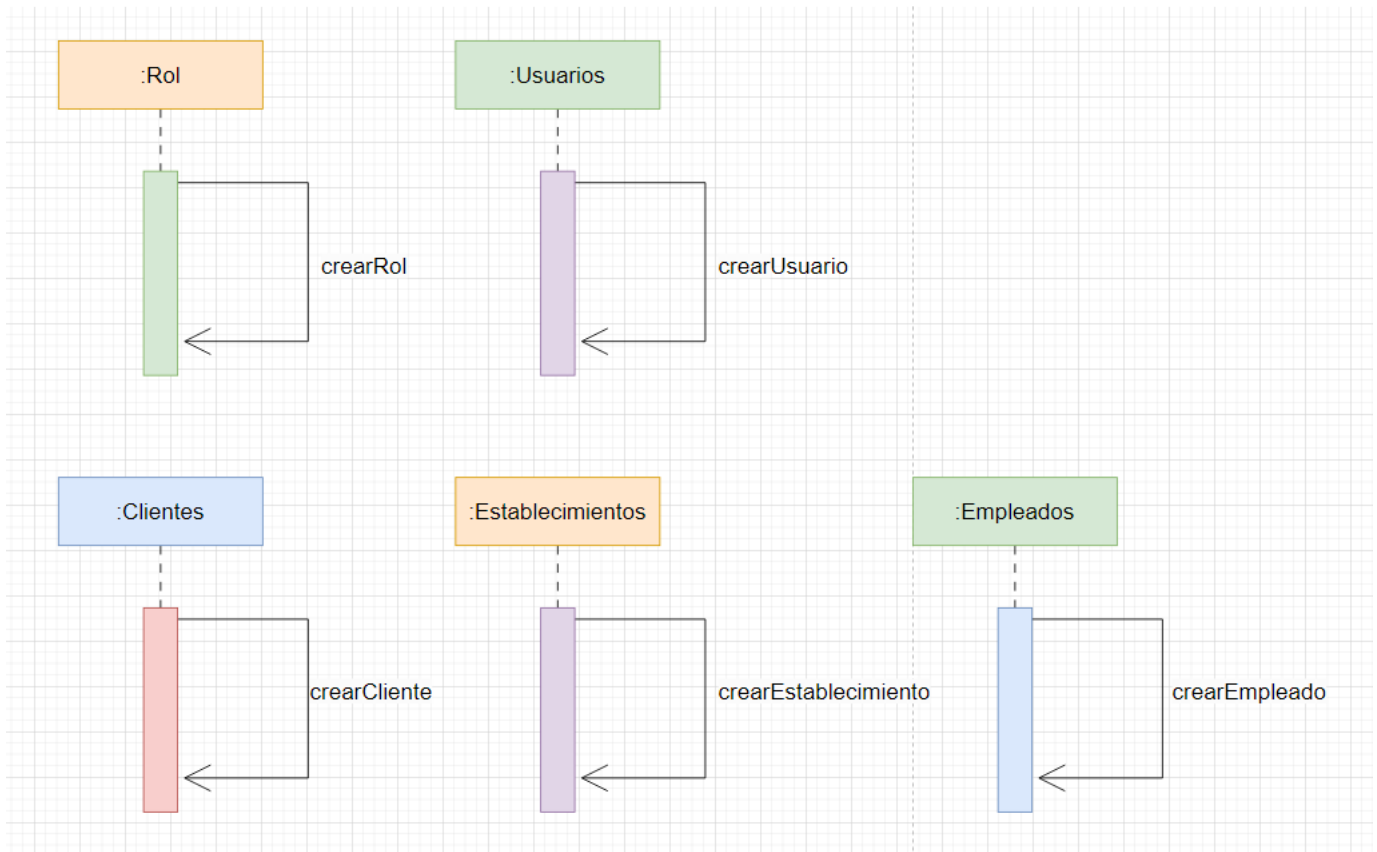 :Rol
:Usuarios
crearRol
crearUsuario
:Clientes
:Establecimientos
:Empleados
crearCliente
crearEstablecimiento
crearEmpleado